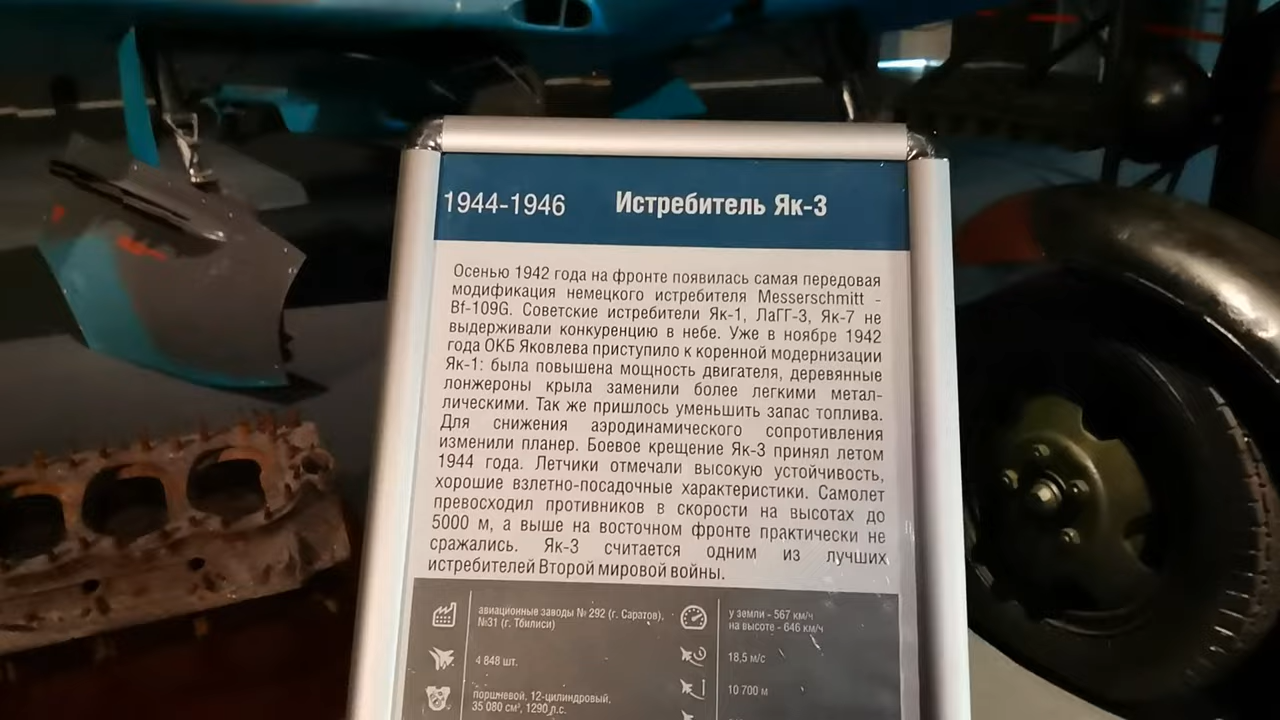 1944-1946 Истребитель Як-3
Осенью 1942 года на фронте появилась самая передовая
модификация немецкого истребителя Messerschmitt -
Bf-109G. Советские истребители Як-1, ЛаГГ-3, Як-7 не
выдерживали конкуренцию в небе. Уже в ноябре 1942
года ОКБ Яковлева приступило к коренной модернизации
Як-1: была повышена мощность двигателя, деревянные
лонжероны крыла заменили более легкими метал-
лическими. Так же пришлось уменьшить запас топлива.
Для снижения аэродинамического сопротивления
изменили планер. Боевое крещение Як-3 принял летом
1944 года. Летчики отмечали высокую устойчивость,
хорошие взлетно-посадочные характеристики. Самолет
превосходил противников в скорости на высотах до
5000 м, а выше на восточном фронте практически не
сражались. Як-3 считается одним из лучших
истребителей Второй мировой войны.
авиационные заводы № 292 (г. Саратов),
№31 (г. Тбилиси)
4 848 шт.
поршневой, 12-цилиндровый,
35 080 см³, 1290 л.с.
у земли - 567 км/ч
на высоте - 646 км/ч
18,5 м/с
10 700 м